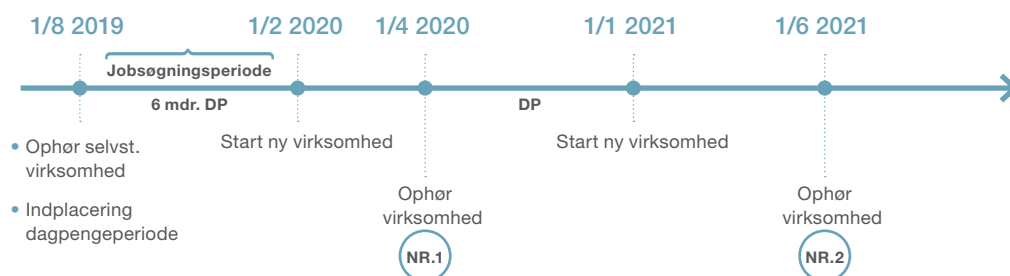 1/8 2019
1/2 2020
1/4 2020
1/1 2021
1/6 2021
Jobsøgningsperiode
6 mdr. DP
DP
• Ophør selvst.
virksomhed
• Indplacering
dagpengeperiode
Start ny virksomhed
Ophør
virksomhed
NR.1
Start ny virksomhed
Ophør
virksomhed
NR.2